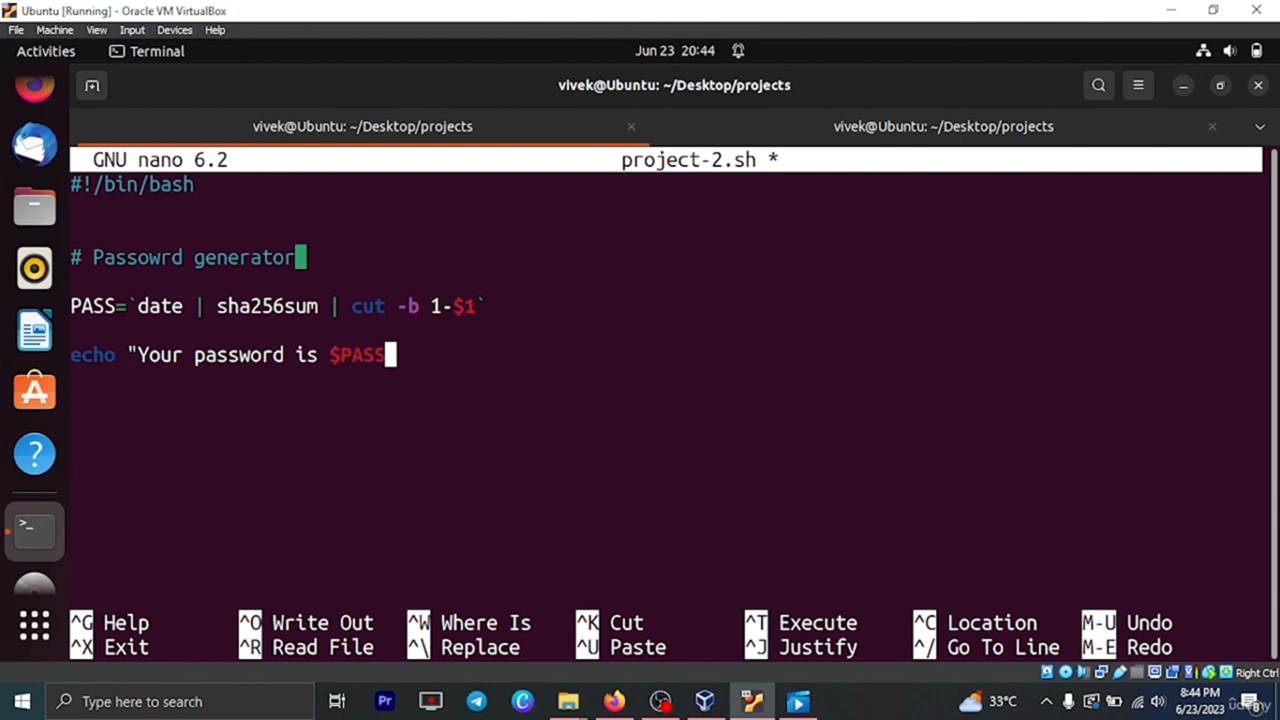 Ubuntu [Running] - Oracle VM VirtualBox
File Machine View Input Devices Help
Activities Terminal Jun 23 20:44
vivek@Ubuntu: ~/Desktop/projects
vivek@Ubuntu: ~/Desktop/projects vivek@Ubuntu: ~/Desktop/projects
GNU nano 6.2 project-2.sh *
#!/bin/bash
# Passowrd generator
PASS=`date | sha256sum | cut -b 1-$1`
echo "Your password is $PASS
^G Help ^O Write Out ^W Where Is ^K Cut ^T Execute ^C Location M-U Undo
^X Exit ^R Read File ^\ Replace ^U Paste ^J Justify ^/ Go To Line M-E Redo
Right Ctrl
Type here to search Pr 33°C 8:44 PM
6/23/2023
udemy